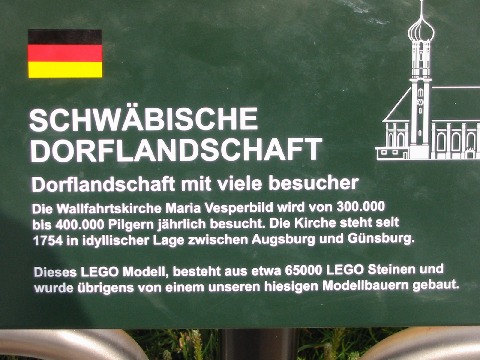 SCHWÄBISCHE
DORFLANDSCHAFT
Dorflandschaft mit viele besucher
Die Wallfahrtskirche Maria Vesperbild wird von 300.000
bis 400.000 Pilgern jährlich besucht. Die Kirche steht seit
1754 in idyllischer Lage zwischen Augsburg und Günsburg.
Dieses LEGO Modell, besteht aus etwa 65000 LEGO Steinen und
wurde übrigens von einem unseren hiesigen Modellbauern gebaut.